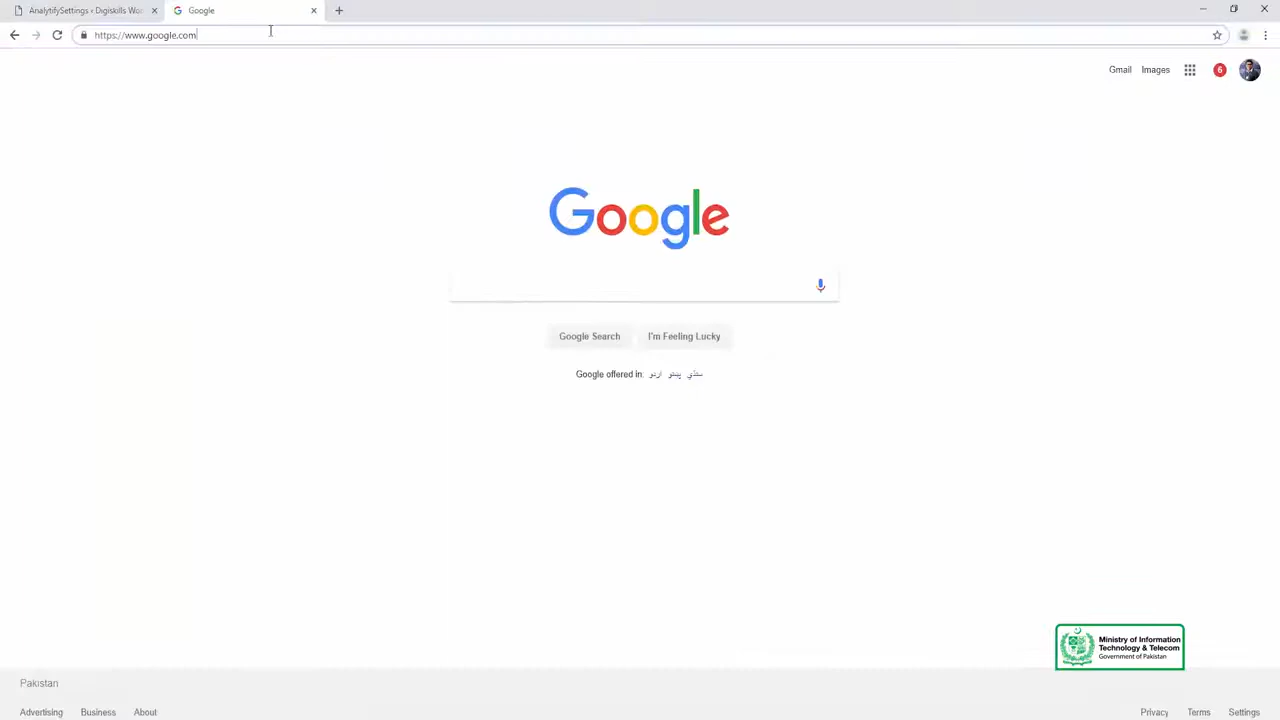 AnalytifySettings ‹ Digiskills Woo
Google
https://www.google.com
Gmail
Images
6
Google
Google Search
I'm Feeling Lucky
Google offered in: اردو پښتو سنڌي
Ministry of Information
Technology & Telecom
Government of Pakistan
Pakistan
Advertising
Business
About
Privacy
Terms
Settings